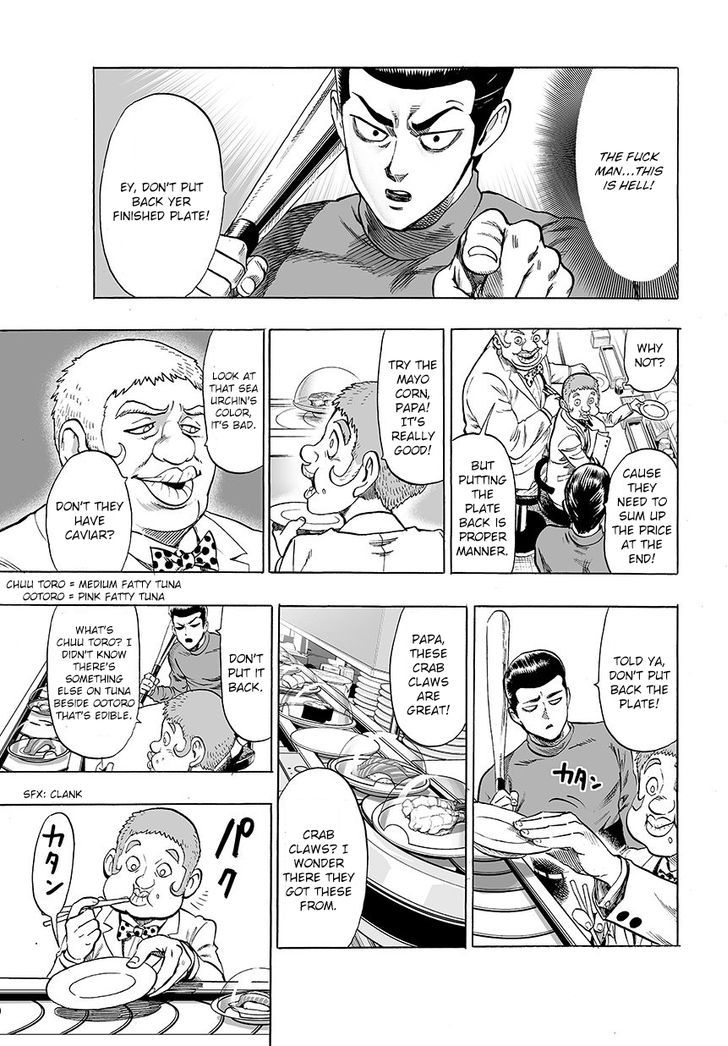 THE FUCK
MAN...THIS
IS HELL!
EY, DON'T PUT
BACK YER
FINISHED PLATE!
WHY
NOT?
CAUSE
THEY
NEED TO
SUM UP
THE PRICE
AT THE
END!
BUT
PUTTING
THE
PLATE
BACK IS
PROPER
MANNER.
TRY THE
MAYO
CORN,
PAPA!
IT'S
REALLY
GOOD!
LOOK AT
THAT SEA
URCHIN'S
COLOR,
IT'S BAD.
DON'T THEY
HAVE
CAVIAR?
CHUU TORO = MEDIUM FATTY TUNA
OOTORO = PINK FATTY TUNA
TOLD YA,
DON'T PUT
BACK THE
PLATE!
カタン
PAPA,
THESE
CRAB
CLAWS
ARE
GREAT!
CRAB
CLAWS? I
WONDER
THERE THEY
GOT THESE
FROM.
DON'T
PUT IT
BACK.
WHAT'S
CHUU TORO? I
DIDN'T KNOW
THERE'S
SOMETHING
ELSE ON TUNA
BESIDE OOTORO
THAT'S EDIBLE.
SFX: CLANK
パク
カタン